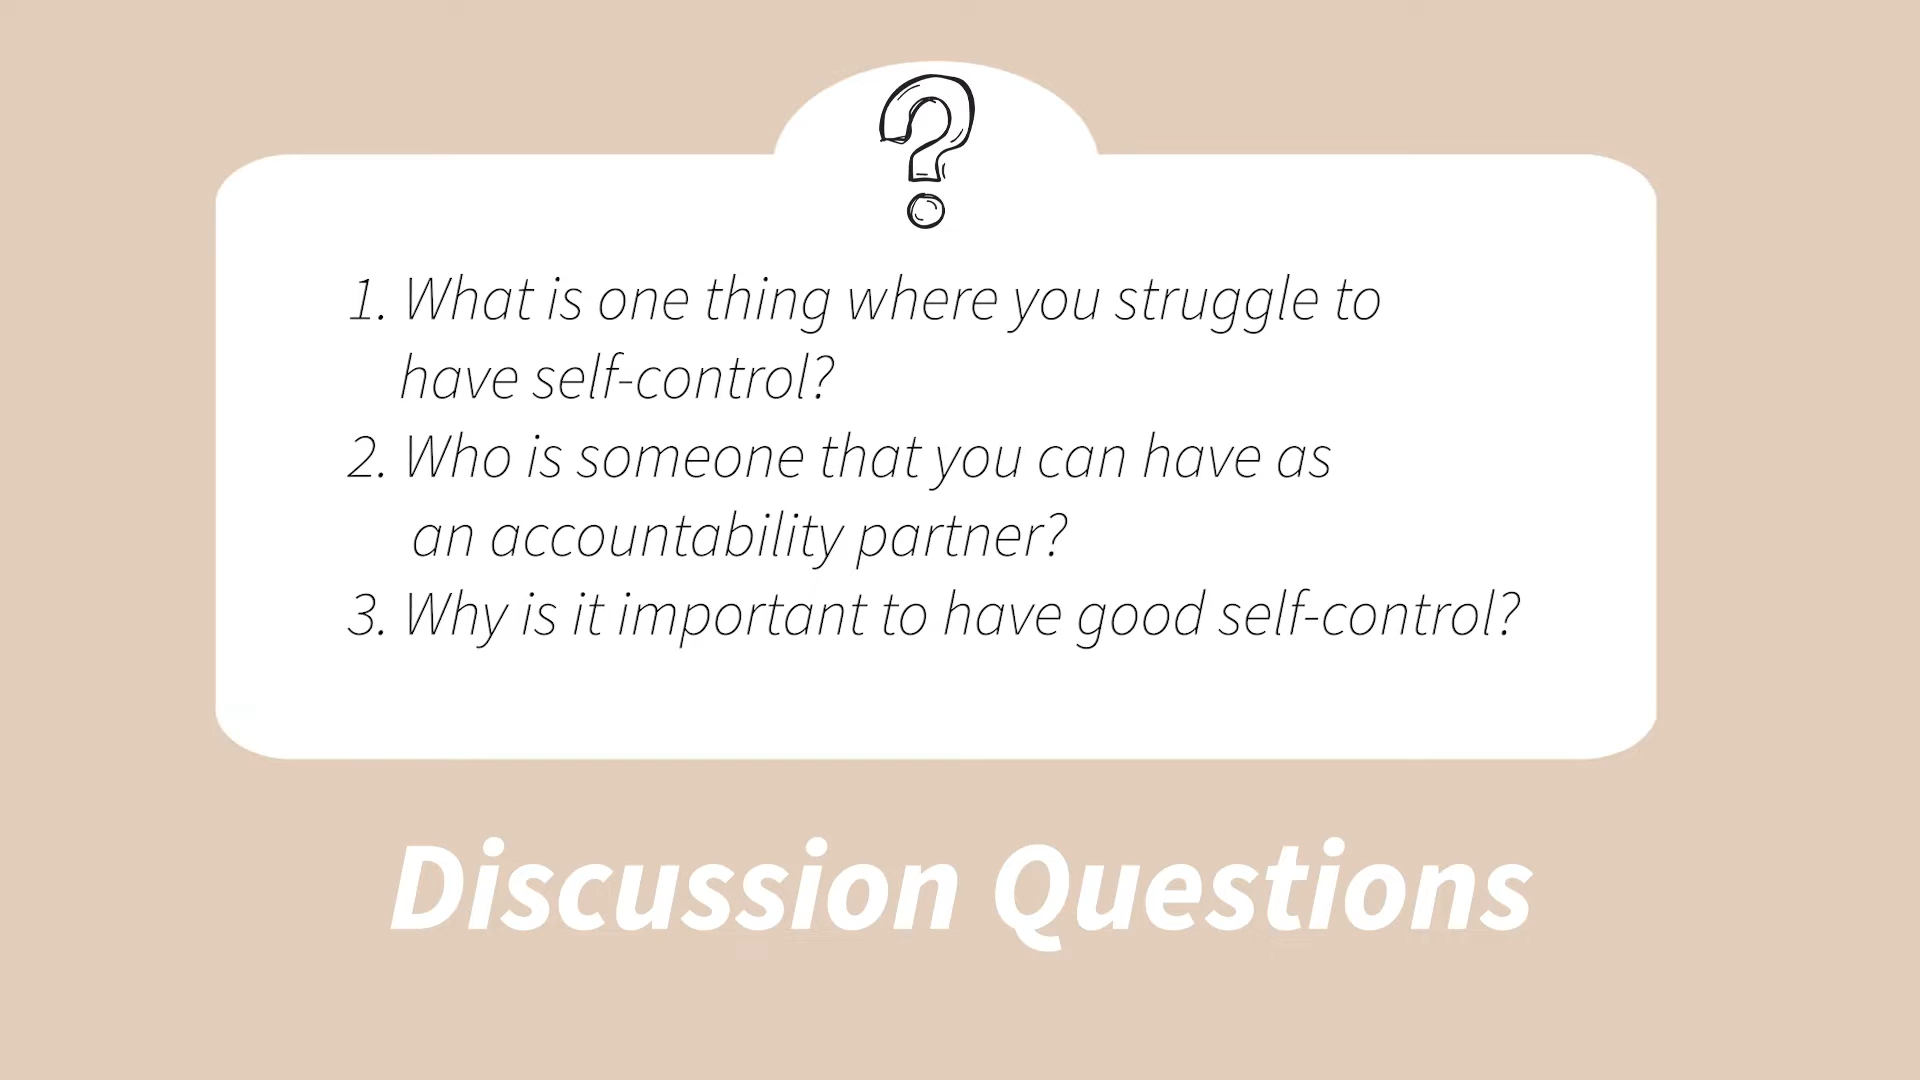 1. What is one thing where you struggle to
have self-control?
2. Who is someone that you can have as
an accountability partner?
3. Why is it important to have good self-control?
Discussion Questions